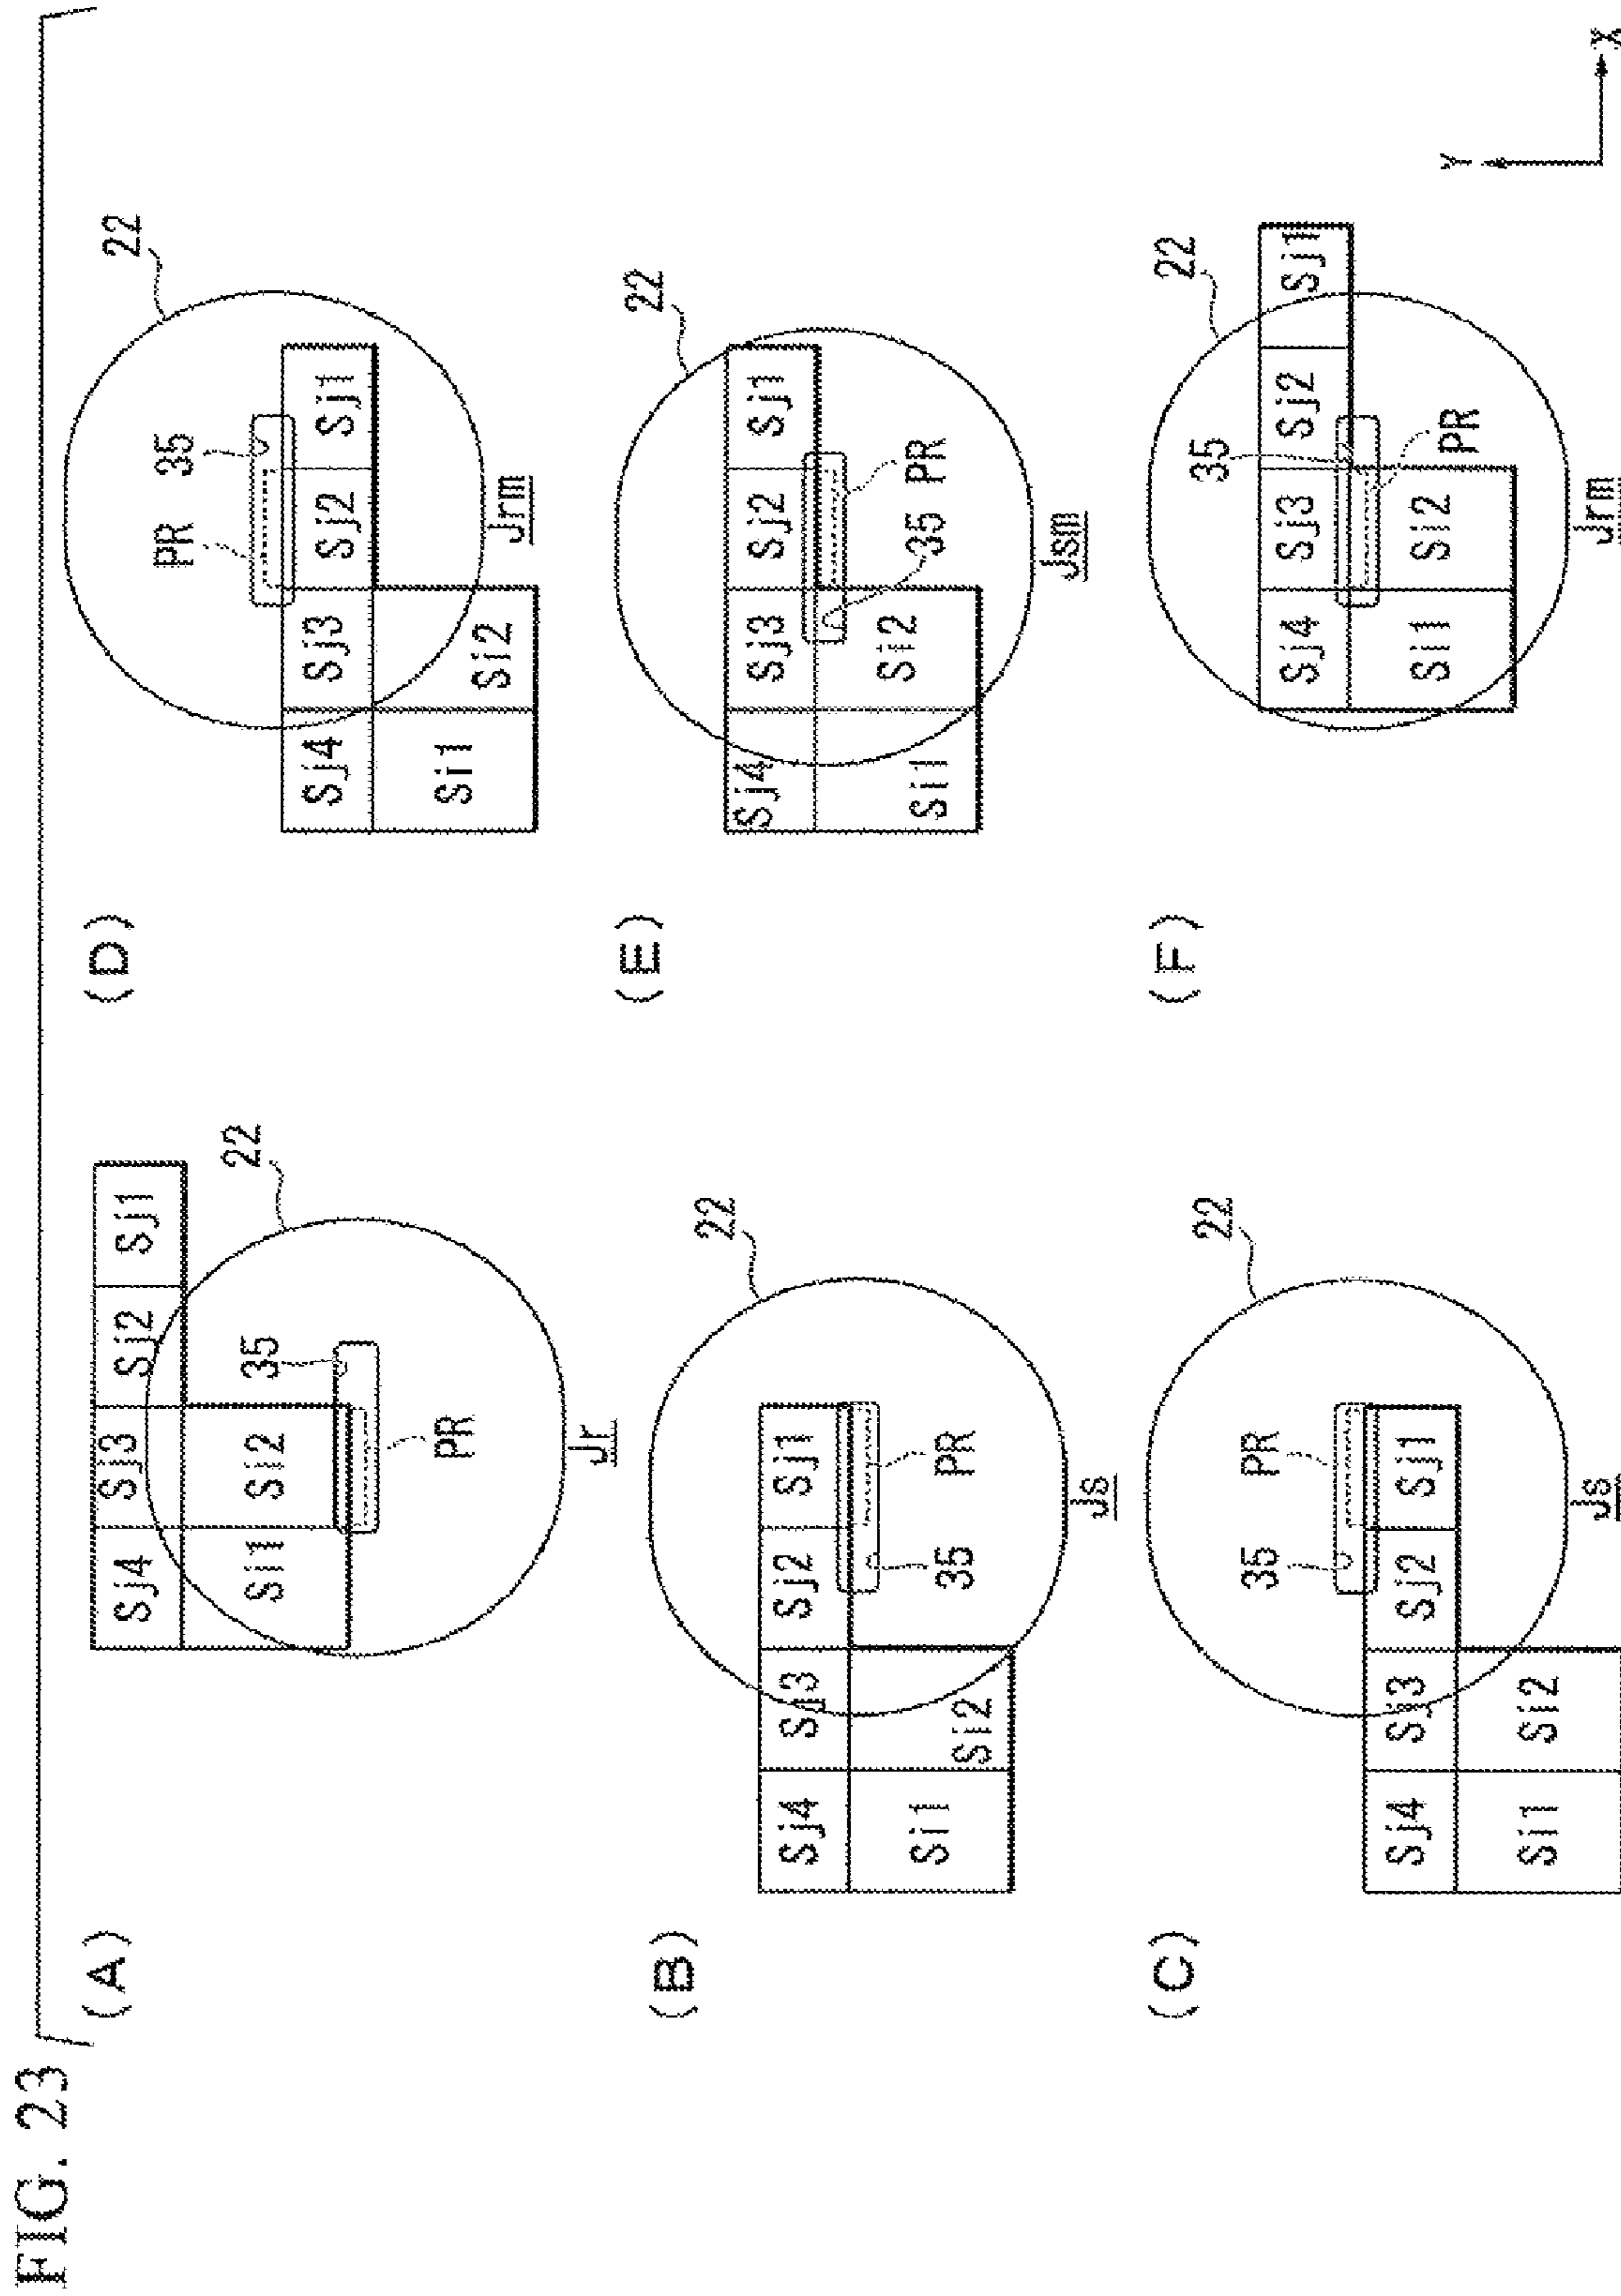 FIG. 23
(A)
Sj4 Sj3 Sj2 Sj1
22
Si1 Si2
35
PR
Jr
(B)
22
Sj4 Sj3 Sj2 Sj1
Si1 Si2
35 PR
Js
(C)
22
35 PR
Sj4 Sj3 Sj2 Sj1
Si1 Si2
Js
(D)
22
PR 35
Sj4 Sj3 Sj2 Sj1
Si1 Si2
Jrm
(E)
22
Sj4 Sj3 Sj2 Sj1
Si1 Si2
35 PR
Jsm
(F)
22
35
Sj4 Sj3 Sj2 Sj1
Si1 Si2
PR
Jrm
Y
X